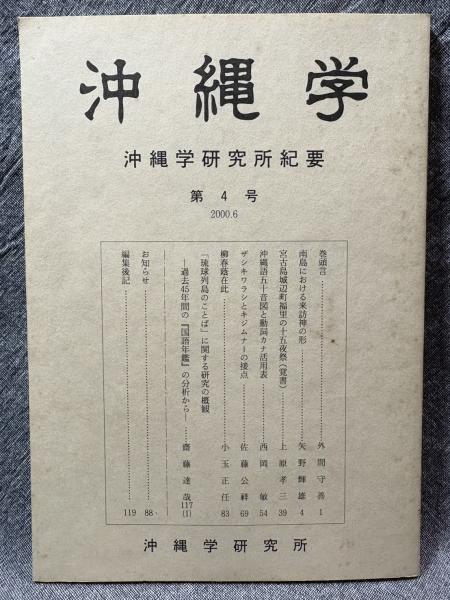 沖縄学
沖縄学研究所紀要
第4号
2000.6
巻頭言……………外間守善 1
南島における来訪神の形……………矢野輝雄 4
宮古島城辺町福里の十五夜祭（覚書）……………上原孝三 39
沖縄語五十音図と動詞カナ活用表……………西岡敏 54
ザシキワラシとキジムナーの接点……………佐藤公祥 69
柳春蔭在此……………小玉正任 83
「琉球列島のことば」に関する研究の概観
―過去45年間の『国語年鑑』の分析から―……………齋藤達哉 117(1)
お知らせ……………88
編集後記……………119
沖縄学研究所